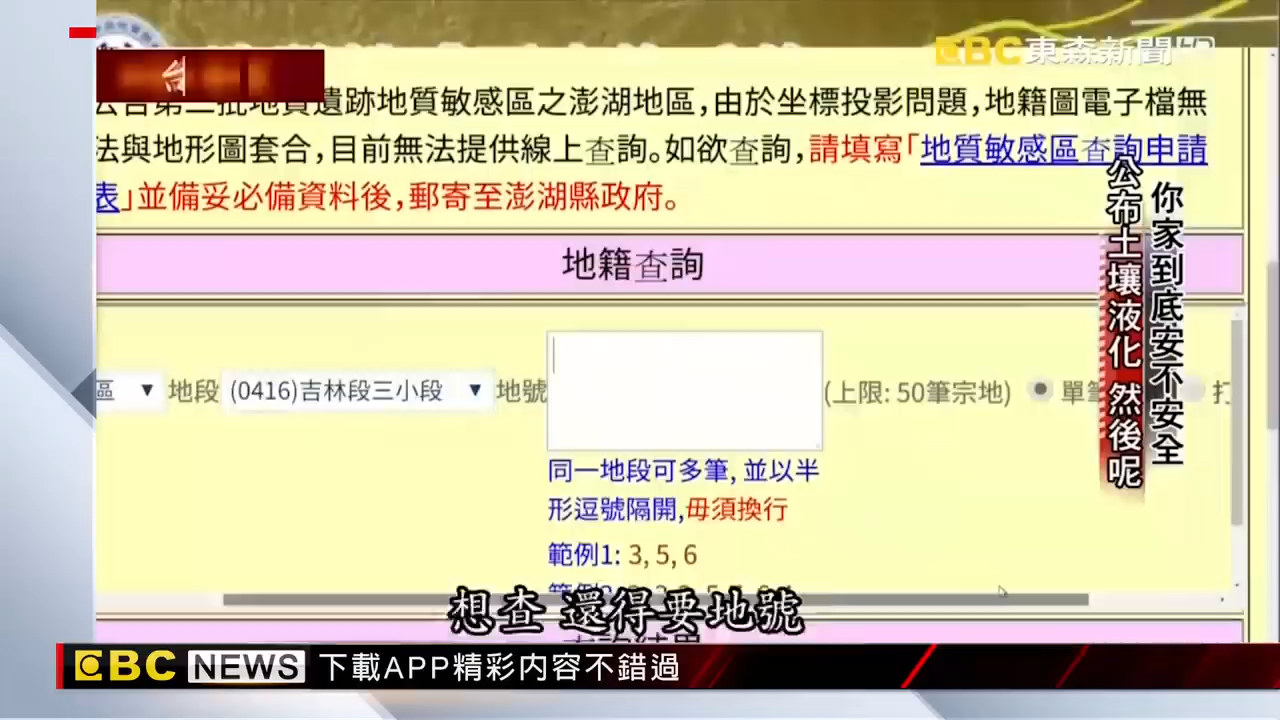 EBC 東森新聞 HD
台
公告第二批地質遺跡地質敏感區之澎湖地區,由於坐標投影問題,地籍圖電子檔無
法與地形圖套合,目前無法提供線上查詢。如欲查詢,請填寫「地質敏感區查詢申請
表」並備妥必備資料後,郵寄至澎湖縣政府。
你家到底安不安全
公布土壤液化 然後呢
地籍查詢
區 ▼ 地段 (0416)吉林段三小段 ▼ 地號 (上限: 50筆宗地) 單筆
同一地段可多筆, 並以半
形逗號隔開,毋須換行
範例1: 3, 5, 6
想查 還得要地號
EBC NEWS 下載APP精彩内容不錯過